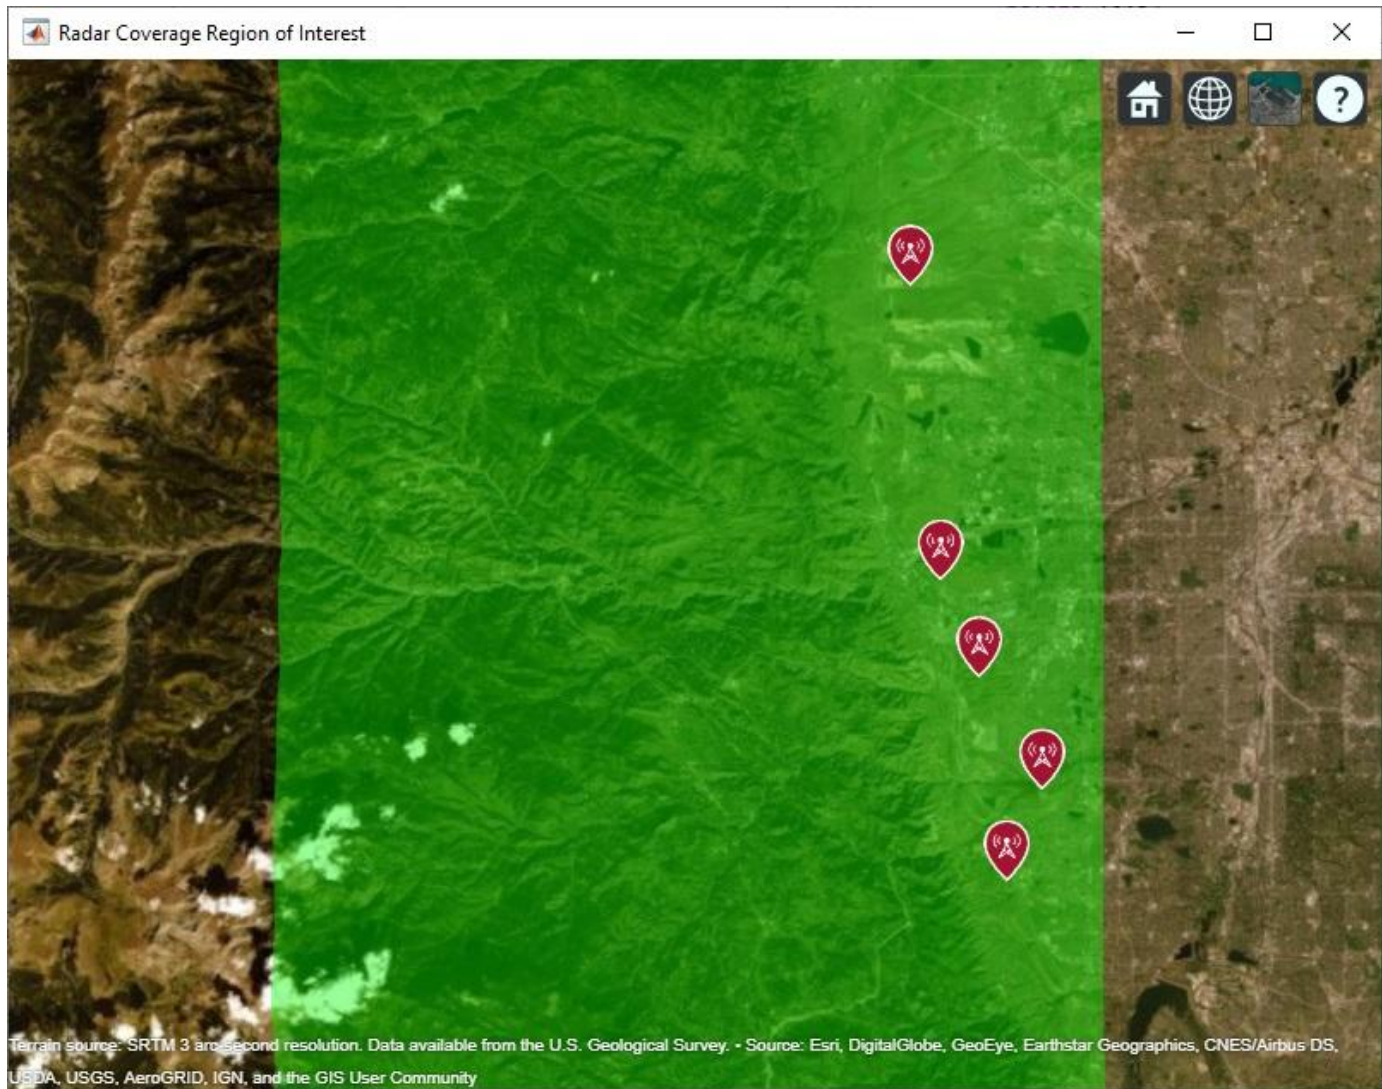 Radar Coverage Region of Interest
?
Terrain source: SRTM 3 arc-second resolution. Data available from the U.S. Geological Survey. • Source: Esri, DigitalGlobe, GeoEye, Earthstar Geographics, CNES/Airbus DS,
USDA, USGS, AeroGRID, IGN, and the GIS User Community